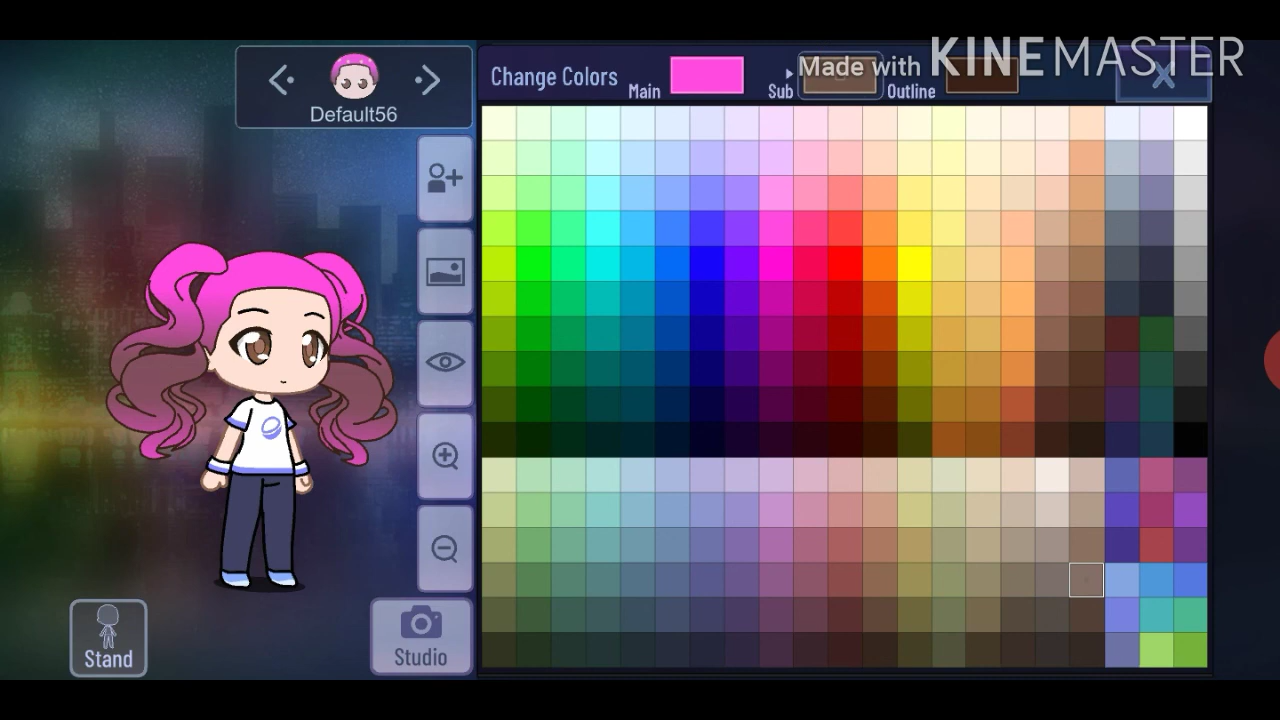 Made with KINEMASTER
Change Colors
Main
Sub
Outline
Default56
Stand
Studio